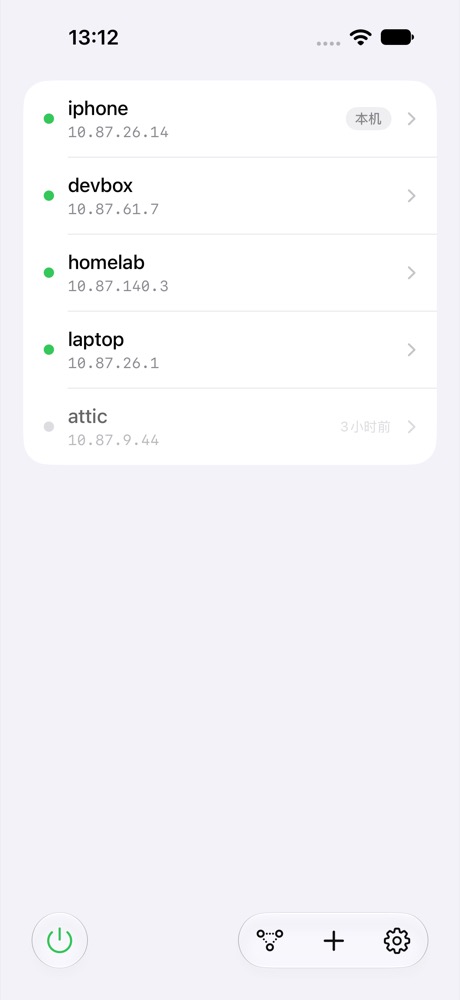 13:12
iphone
10.87.26.14
本机
devbox
10.87.61.7
homelab
10.87.140.3
laptop
10.87.26.1
attic
10.87.9.44
3小时前